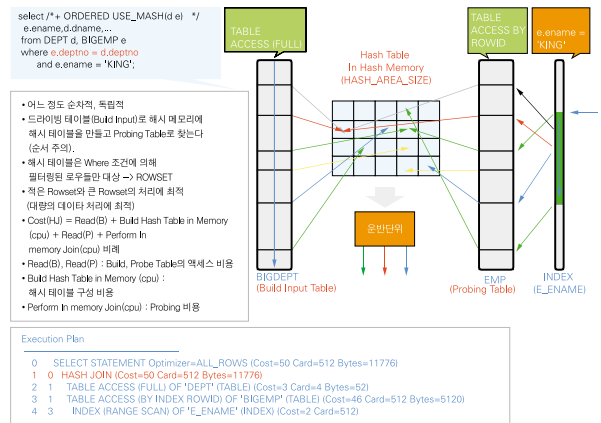 select /*+ ORDERED USE_MASH(d e) */
e.ename,d.dname,...
from DEPT d, BIGEMP e
where e.deptno = d.deptno
and e.ename = 'KING';
TABLE
ACCESS (FULL)
Hash Table
In Hash Memory
(HASH_AREA_SIZE)
TABLE
ACCESS BY
ROWID
e.ename =
'KING'
• 어느 정도 순차적, 독립적
• 드라이빙 테이블(Build Input)로 해시 메모리에
해시 테이블을 만들고 Probing Table로 찾는다
(순서 주의).
• 해시 테이블은 Where 조건에 의해
필터링된 로우들만 대상 –> ROWSET
• 적은 Rowset와 큰 Rowset의 처리에 최적
(대량의 데이타 처리에 최적)
• Cost(HJ) = Read(B) + Build Hash Table in Memory
(cpu) + Read(P) + Perform In
memory Join(cpu) 비례
• Read(B), Read(P) : Build, Probe Table의 액세스 비용
• Build Hash Table in Memory (cpu) :
해시 테이블 구성 비용
• Perform In memory Join(cpu) : Probing 비용
운반단위
BIGDEPT
(Build Input Table)
EMP
(Probing Table)
INDEX
(E_ENAME)
Execution Plan
0 SELECT STATEMENT Optimizer=ALL_ROWS (Cost=50 Card=512 Bytes=11776)
1 0 HASH JOIN (Cost=50 Card=512 Bytes=11776)
2 1 TABLE ACCESS (FULL) OF 'DEPT' (TABLE) (Cost=3 Card=4 Bytes=52)
3 1 TABLE ACCESS (BY INDEX ROWID) OF 'BIGEMP' (TABLE) (Cost=46 Card=512 Bytes=5120)
4 3 INDEX (RANGE SCAN) OF 'E_ENAME' (INDEX) (Cost=2 Card=512)